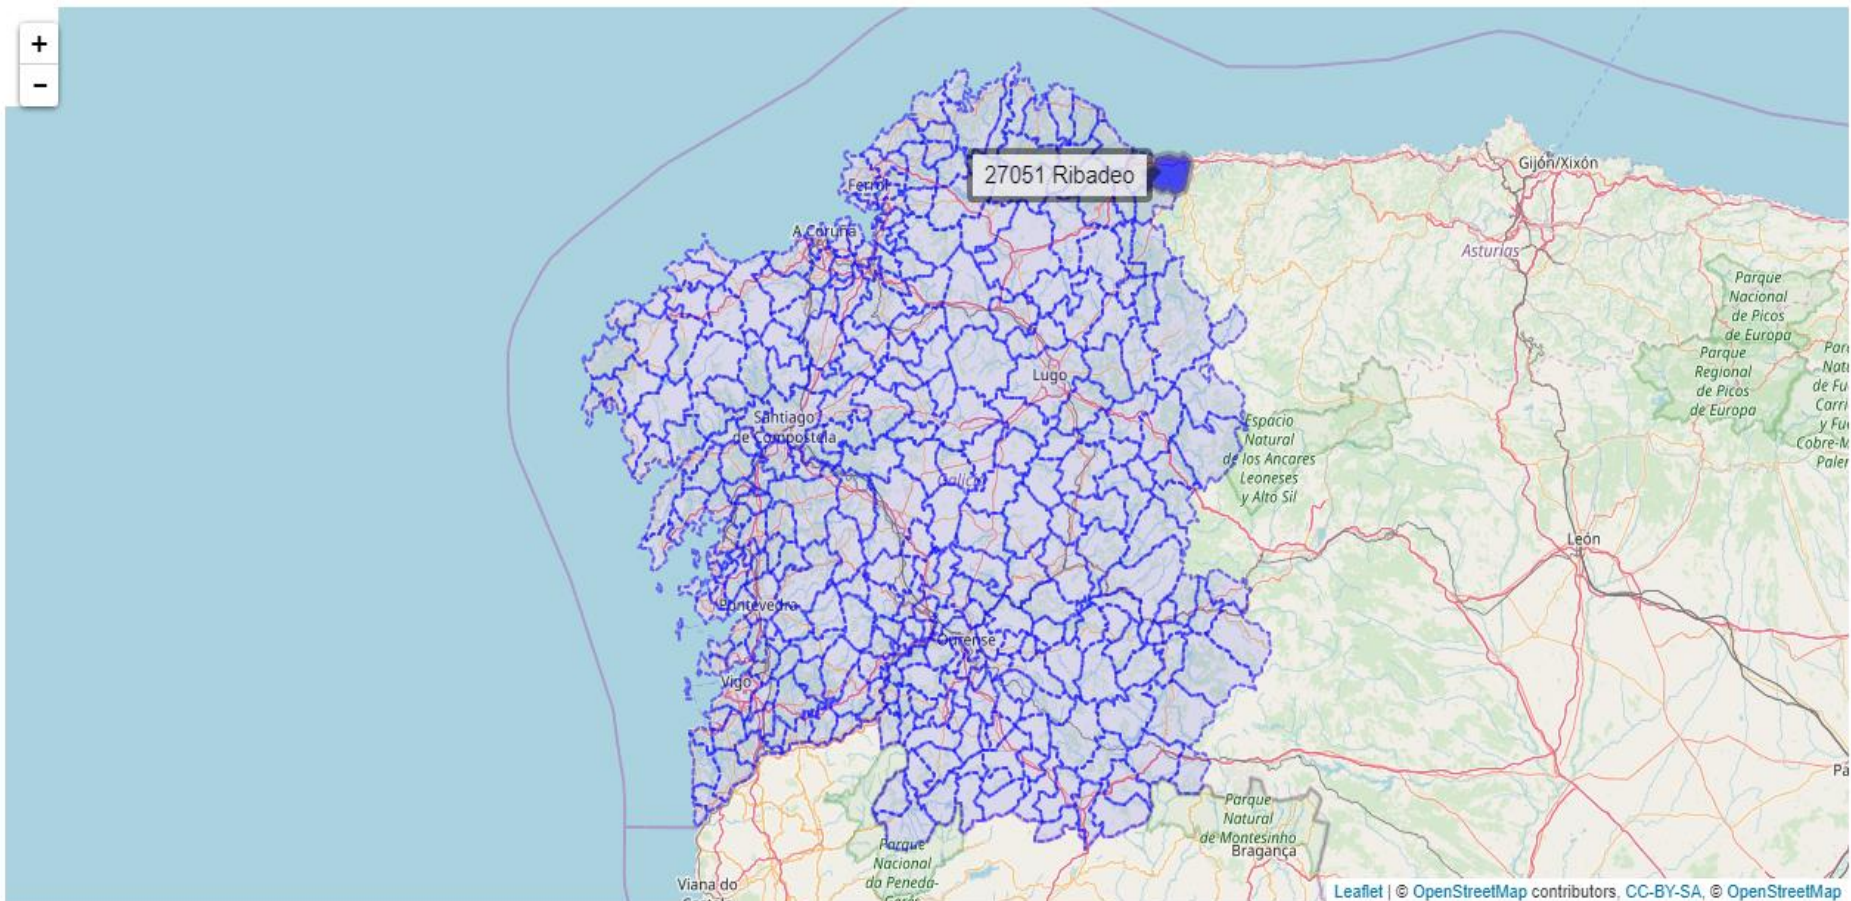 +
−
27051 Ribadeo
Ferrol
Gijón/Xixón
A Coruña
Asturias
Parque
Nacional
de Picos
de Europa
Parque
Regional
de Picos
de Europa
Lugo
Santiago
de Compostela
Espacio
Natural
de los Ancares
Leoneses
y Alto Sil
Galicia
León
Pontevedra
Ourense
Vigo
Parque
Natural
de Montesinho
Bragança
Parque
Nacional
da Peneda-
Viana do
Leaflet | © OpenStreetMap contributors, CC-BY-SA, © OpenStreetMap